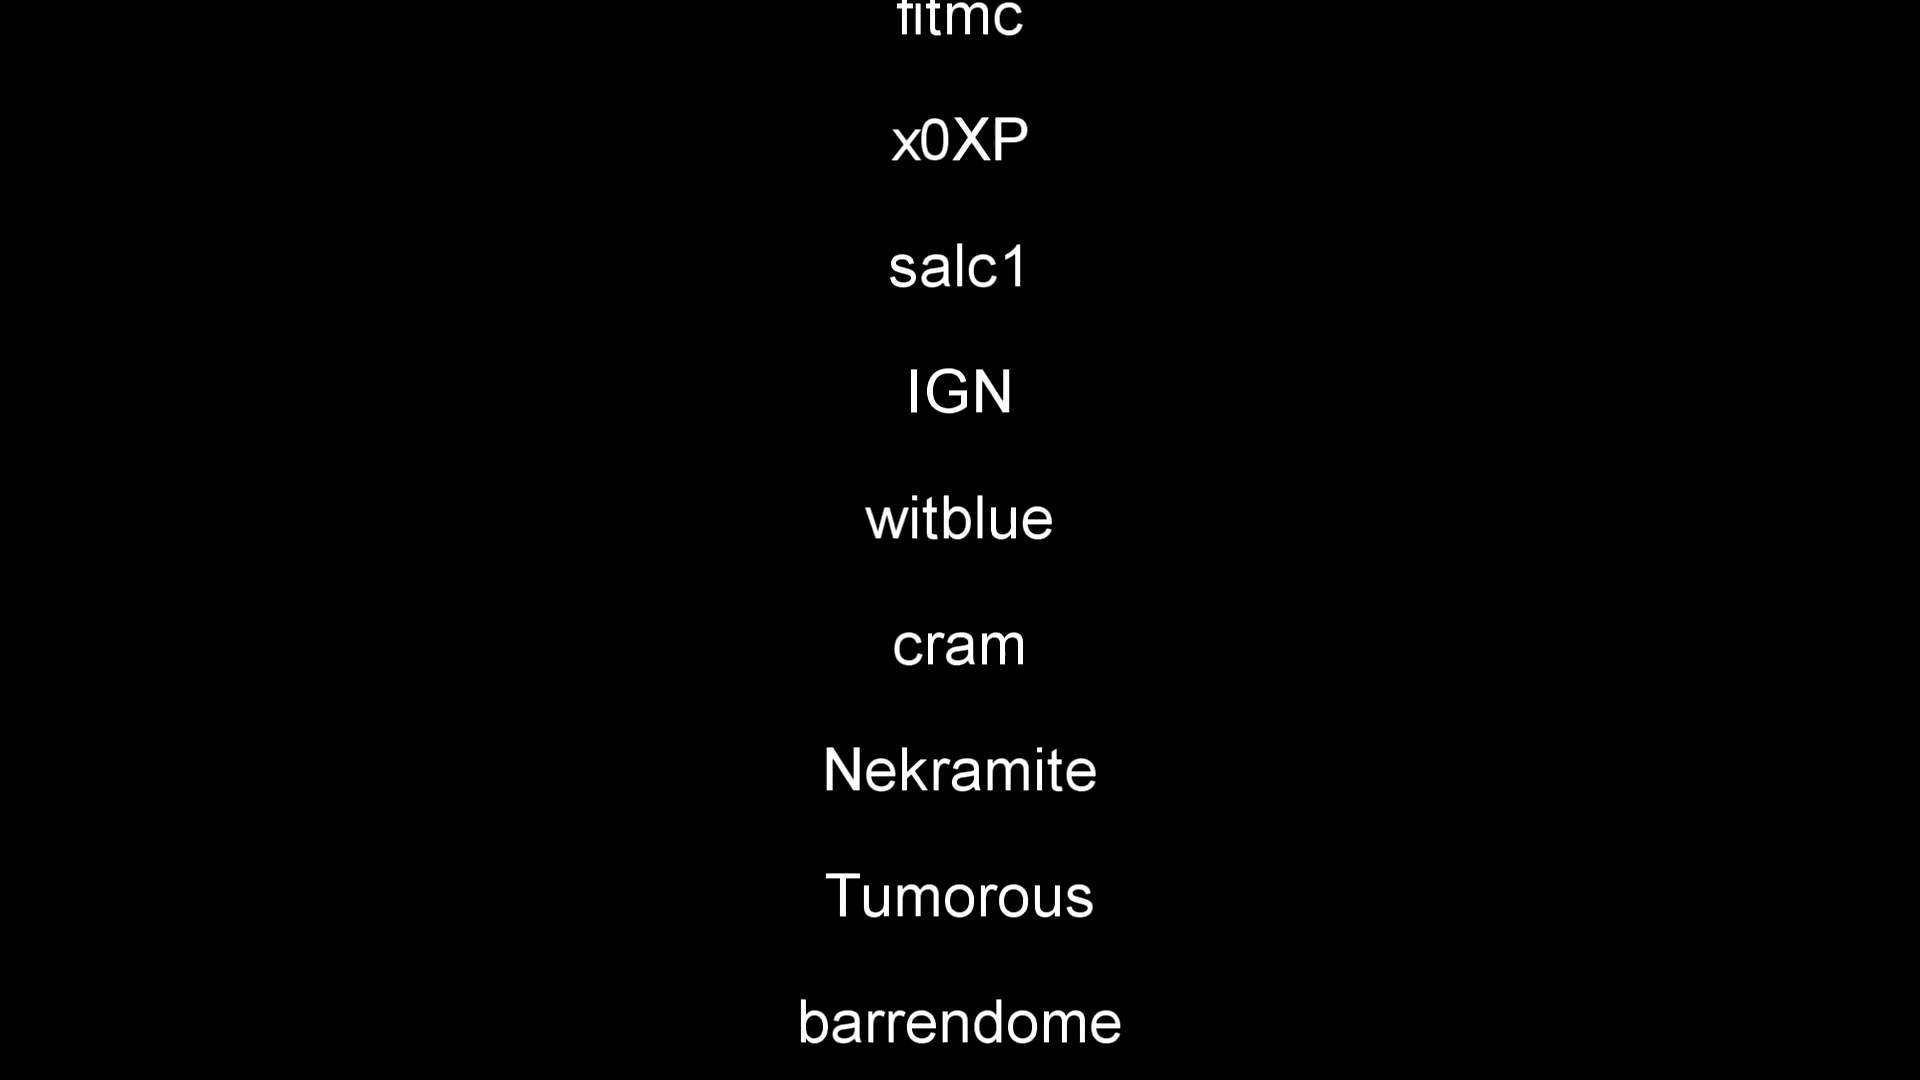 fitmc
x0XP
salc1
IGN
witblue
cram
Nekramite
Tumorous
barrendome